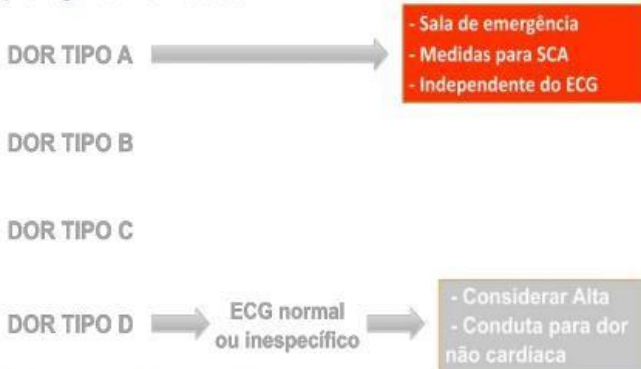 DOR TIPO A
- Sala de emergência
- Medidas para SCA
- Independente do ECG
DOR TIPO B
DOR TIPO C
DOR TIPO D
ECG normal
ou inespecífico
- Considerar Alta
- Conduta para dor
não cardíaca